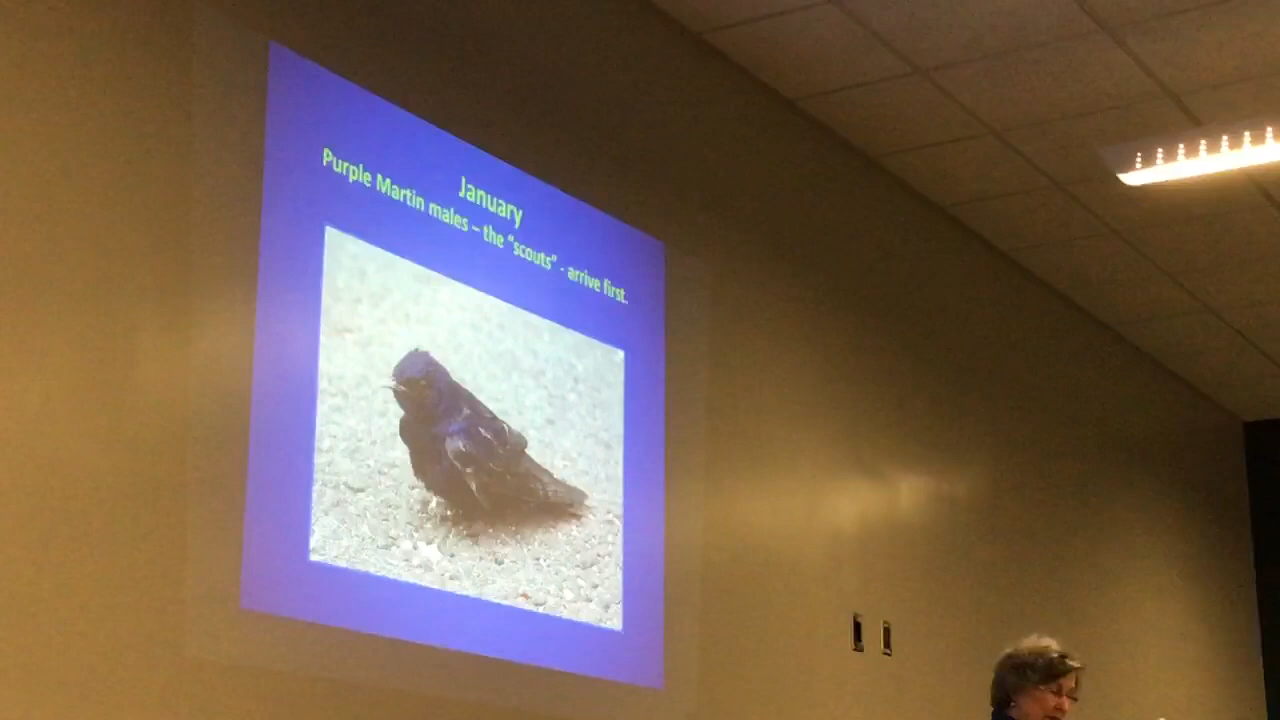 January
Purple Martin males – the “scouts” - arrive first.